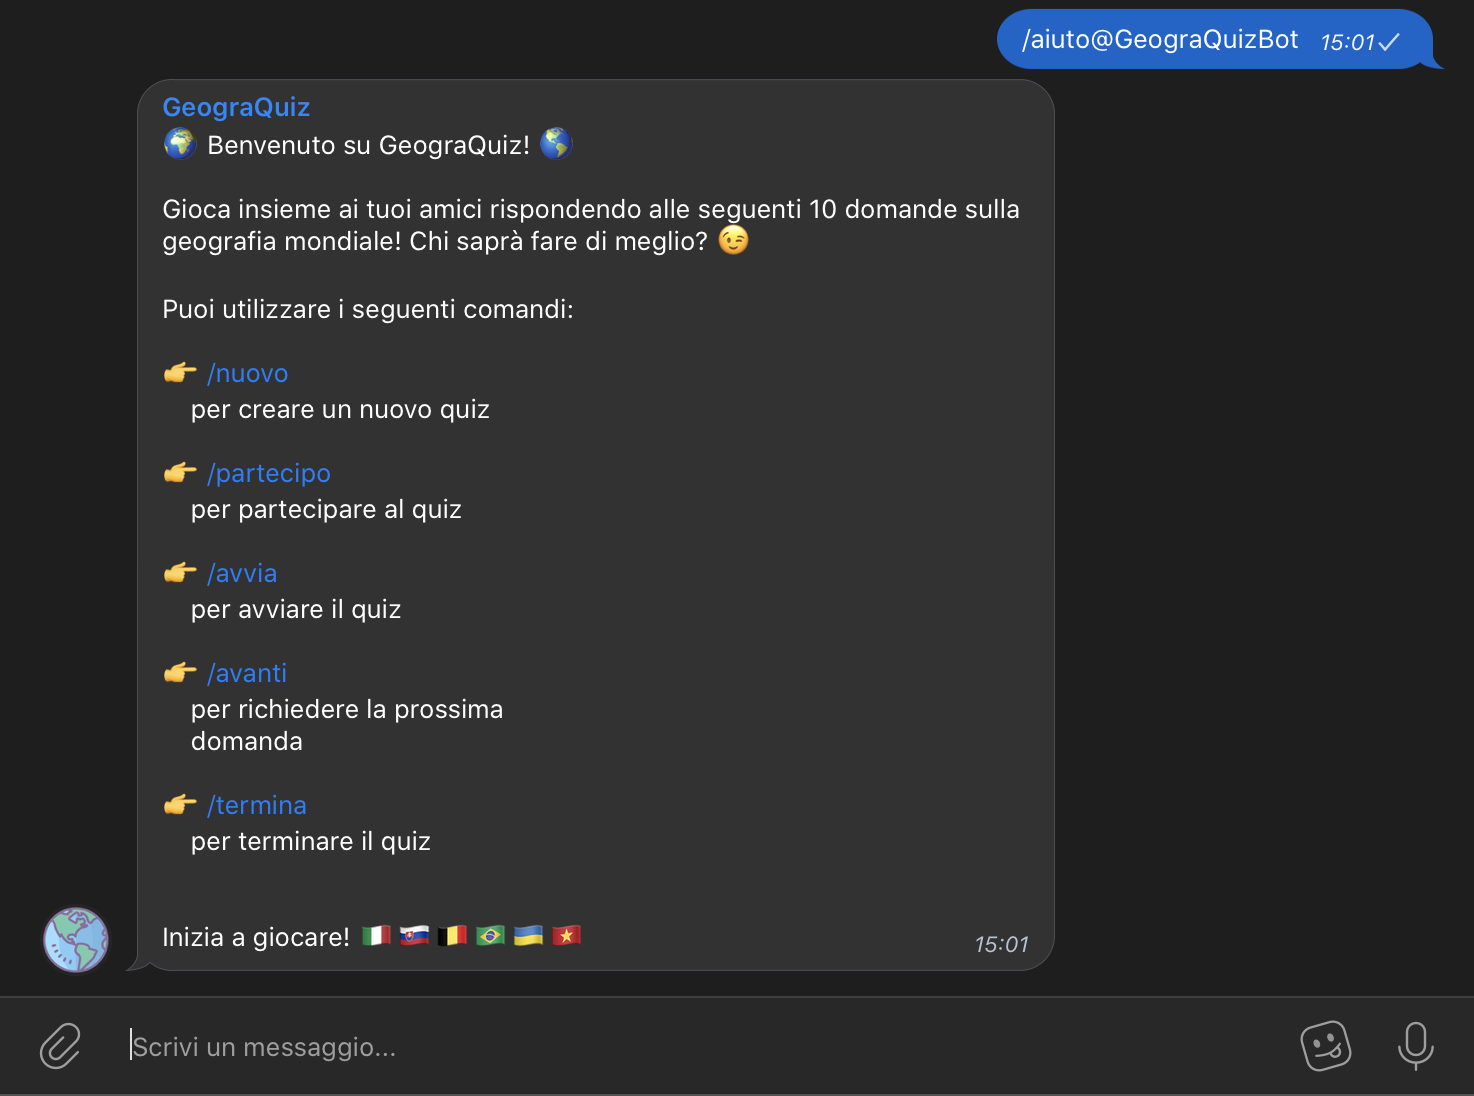 /aiuto@GeograQuizBot 15:01
GeograQuiz
🌍 Benvenuto su GeograQuiz! 🌎
Gioca insieme ai tuoi amici rispondendo alle seguenti 10 domande sulla
geografia mondiale! Chi saprà fare di meglio? 😉
Puoi utilizzare i seguenti comandi:
👉 /nuovo
per creare un nuovo quiz
👉 /partecipo
per partecipare al quiz
👉 /avvia
per avviare il quiz
👉 /avanti
per richiedere la prossima
domanda
👉 /termina
per terminare il quiz
Inizia a giocare! 🇮🇹 🇸🇰 🇧🇪 🇧🇷 🇺🇦 🇻🇳 15:01
Scrivi un messaggio...